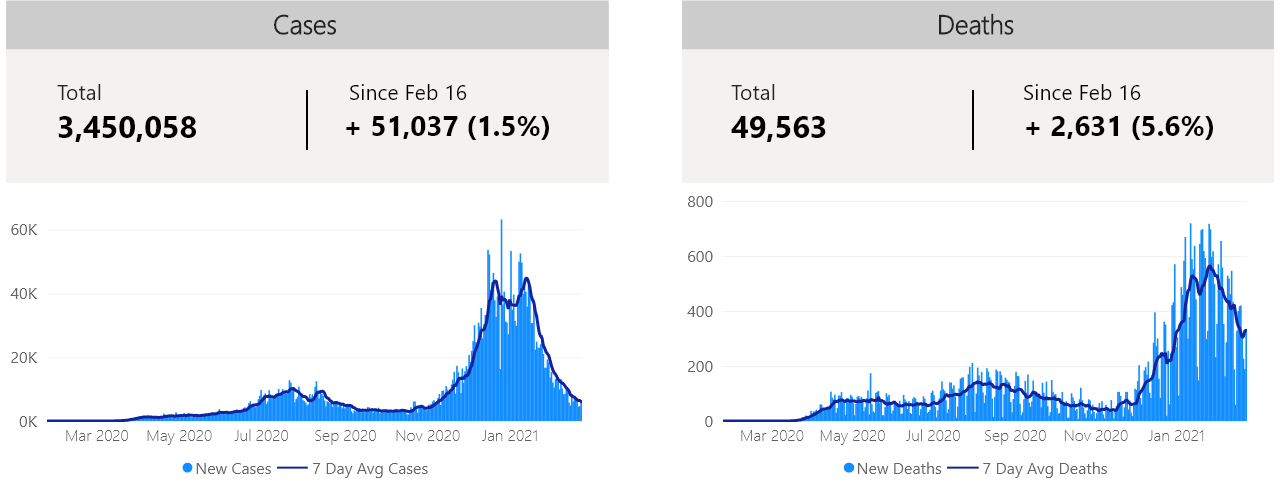 Cases
Total
3,450,058
Since Feb 16
+ 51,037 (1.5%)
60K
40K
20K
0K
Mar 2020 May 2020 Jul 2020 Sep 2020 Nov 2020 Jan 2021
New Cases 7 Day Avg Cases
Deaths
Total
49,563
Since Feb 16
+ 2,631 (5.6%)
800
600
400
200
0
Mar 2020 May 2020 Jul 2020 Sep 2020 Nov 2020 Jan 2021
New Deaths 7 Day Avg Deaths